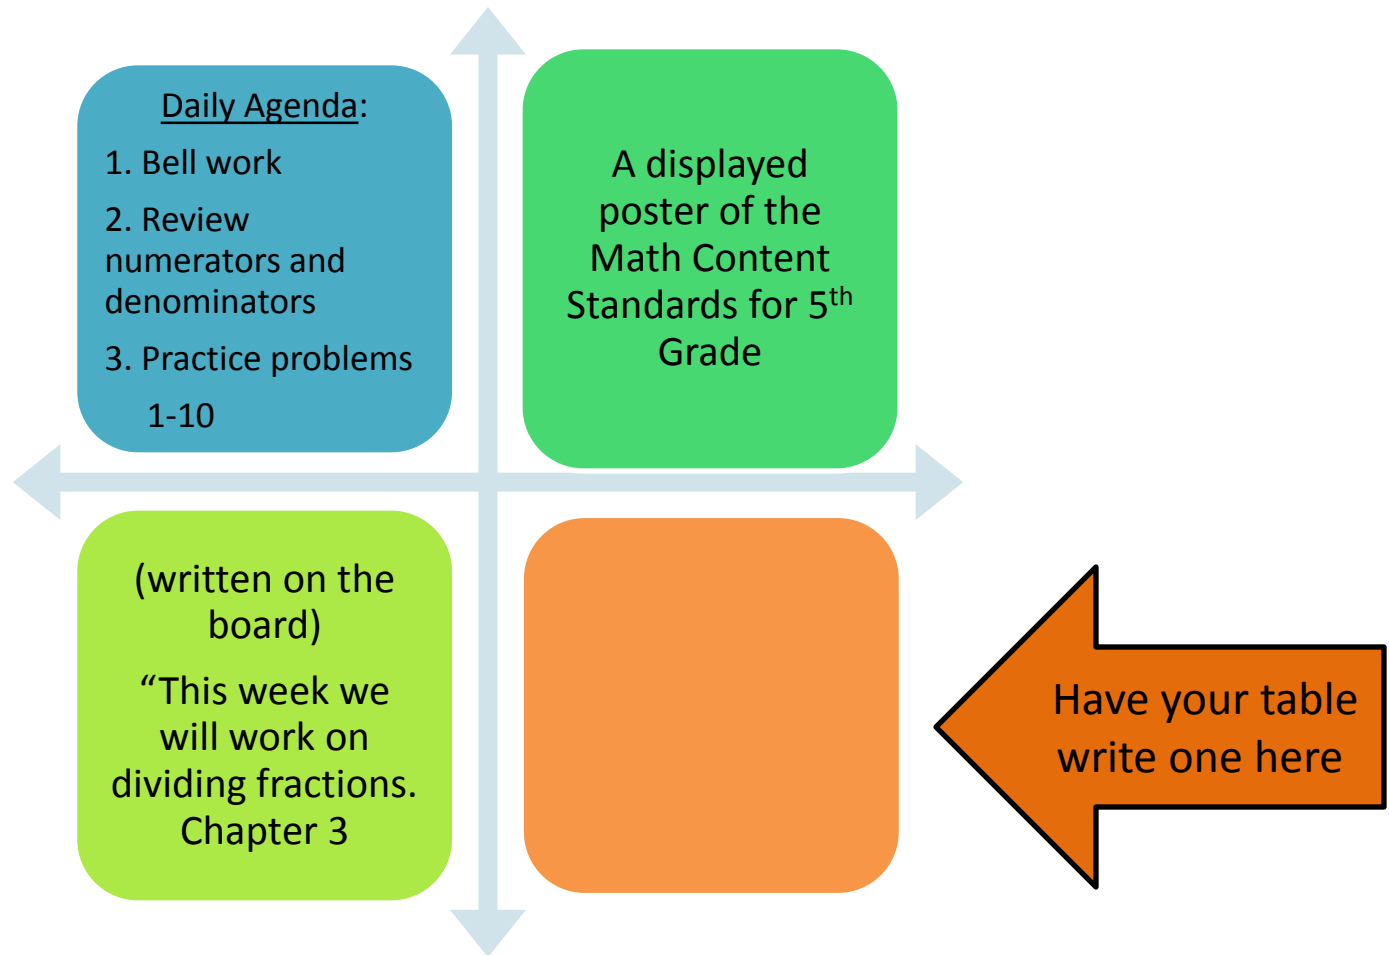 Daily Agenda:
1. Bell work
2. Review
numerators and
denominators
3. Practice problems
1-10
A displayed
poster of the
Math Content
Standards for 5th
Grade
(written on the
board)
“This week we
will work on
dividing fractions.
Chapter 3
Have your table
write one here